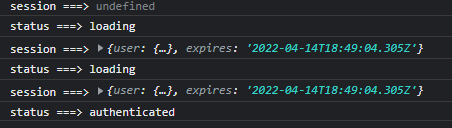 session ===> undefined
status ===> loading
session ===> ▶{user: {…}, expires: '2022-04-14T18:49:04.305Z'}
status ===> loading
session ===> ▶{user: {…}, expires: '2022-04-14T18:49:04.305Z'}
status ===> authenticated